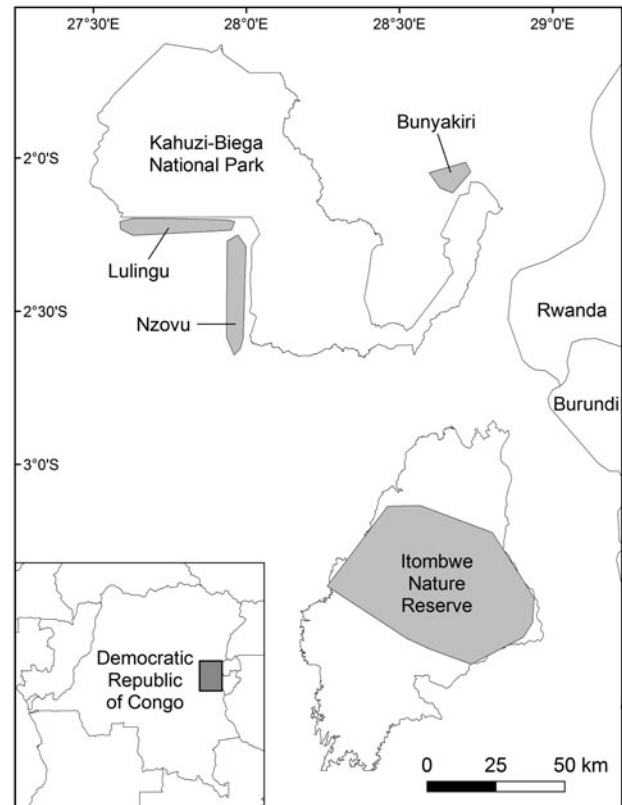 27°30'E
28°0'E
28°30'E
29°0'E
2°0'S
2°30'S
3°0'S
Kahuzi-Biega
National Park
Bunyakiri
Lulingu
Nzovu
Rwanda
Burundi
Itombwe
Nature
Reserve
Democratic
Republic
of Congo
0 25 50 km